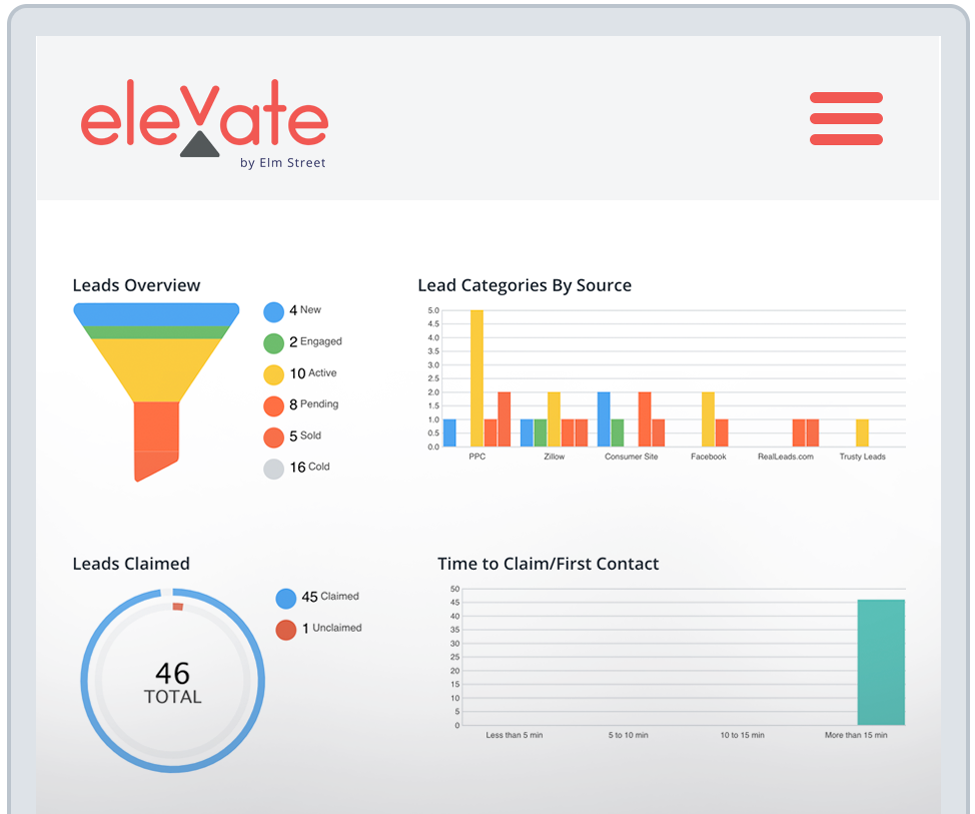 elevate
by Elm Street
Leads Overview
4 New
2 Engaged
10 Active
8 Pending
5 Sold
16 Cold
Lead Categories By Source
5.0
4.5
4.0
3.5
3.0
2.5
2.0
1.5
1.0
0.5
0.0
PPC Zillow Consumer Site Facebook RealLeads.com Trusty Leads
Leads Claimed
46
TOTAL
45 Claimed
1 Unclaimed
Time to Claim/First Contact
50
45
40
35
30
25
20
15
10
5
0
Less than 5 min 5 to 10 min 10 to 15 min More than 15 min